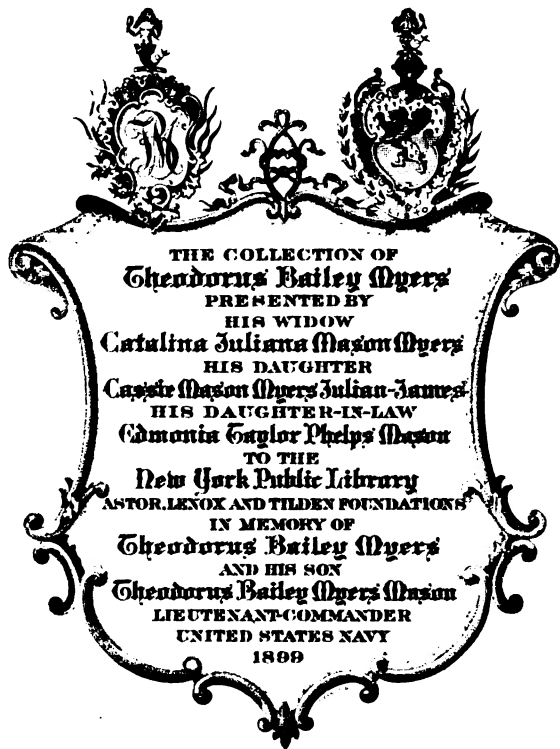 THE COLLECTION OF
Theodorus Bailey Myers
PRESENTED BY
HIS WIDOW
Catalina Juliana Mason Myers
HIS DAUGHTER
Cassie Mason Myers Julian-James
HIS DAUGHTER-IN-LAW
Edmonia Taylor Phelps Mason
TO THE
New York Public Library
ASTOR, LENOX AND TILDEN FOUNDATIONS
IN MEMORY OF
Theodorus Bailey Myers
AND HIS SON
Theodorus Bailey Myers Mason
LIEUTENANT-COMMANDER
UNITED STATES NAVY
1899